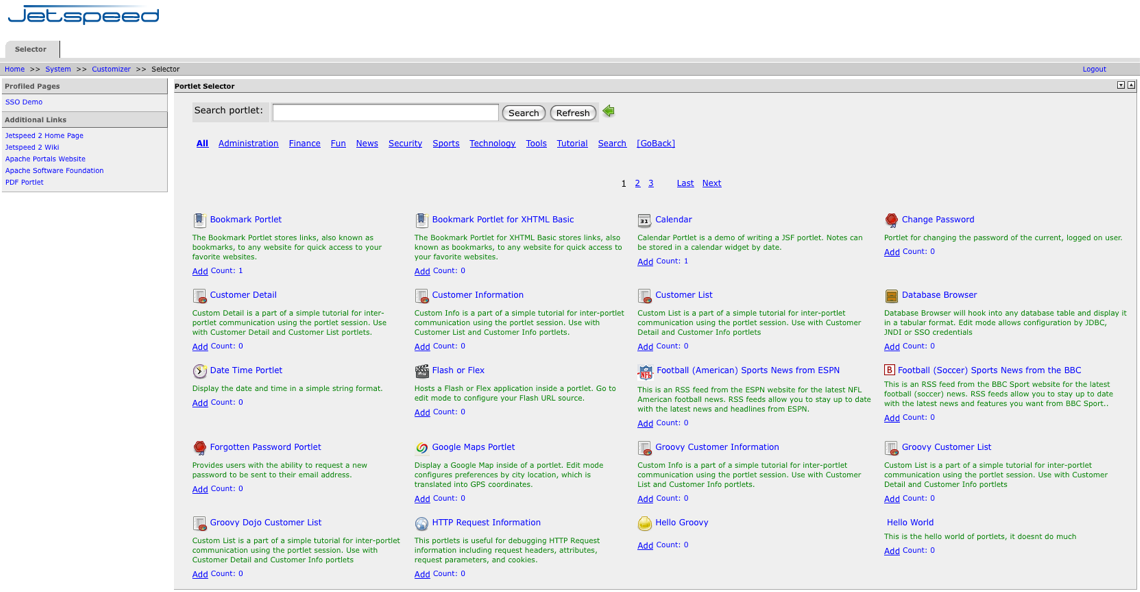 Jetspeed
Selector
Home >> System >> Customizer >> Selector
Logout
Profiled Pages
SSO Demo
Additional Links
Jetspeed 2 Home Page
Jetspeed 2 Wiki
Apache Portals Website
Apache Software Foundation
PDF Portlet
Portlet Selector
Search portlet: Search Refresh
All Administration Finance Fun News Security Sports Technology Tools Tutorial Search [GoBack]
1 2 3 Last Next
Bookmark Portlet
The Bookmark Portlet stores links, also known as
bookmarks, to any website for quick access to your
favorite websites.
Add Count: 1
Bookmark Portlet for XHTML Basic
The Bookmark Portlet for XHTML Basic stores links, also
known as bookmarks, to any website for quick access to
your favorite websites.
Add Count: 0
31
Calendar
Calendar Portlet is a demo of writing a JSF portlet. Notes can
be stored in a calendar widget by date.
Add Count: 1
Change Password
Portlet for changing the password of the current, logged on user.
Add Count: 0
Customer Detail
Custom Detail is a part of a simple tutorial for inter-
portlet communication using the portlet session. Use
with Customer Detail and Customer List portlets.
Add Count: 0
Customer Information
Custom Info is a part of a simple tutorial for inter-portlet
communication using the portlet session. Use with
Customer List and Customer Info portlets.
Add Count: 0
Customer List
Custom List is a part of a simple tutorial for inter-portlet
communication using the portlet session. Use with Customer
Detail and Customer Info portlets
Add Count: 0
Database Browser
Database Browser will hook into any database table and display it
in a tabular format. Edit mode allows configuration by JDBC,
JNDI or SSO credentials
Add Count: 0
Date Time Portlet
Display the date and time in a simple string format.
Add Count: 0
Flash or Flex
Hosts a Flash or Flex application inside a portlet. Go to
edit mode to configure your Flash URL source.
Add Count: 0
Football (American) Sports News from ESPN
This is an RSS feed from the ESPN website for the latest NFL
American football news. RSS feeds allow you to stay up to date
with the latest news and headlines from ESPN.
Add Count: 0
B
Football (Soccer) Sports News from the BBC
This is an RSS feed from the BBC Sport website for the latest
football (soccer) news. RSS feeds allow you to stay up to date
with the latest news and features you want from BBC Sport..
Add Count: 0
Forgotten Password Portlet
Provides users with the ability to request a new
password to be sent to their email address.
Add Count: 0
Google Maps Portlet
Display a Google Map inside of a portlet. Edit mode
configures preferences by city location, which is
translated into GPS coordinates.
Add Count: 0
Groovy Customer Information
Custom Info is a part of a simple tutorial for inter-portlet
communication using the portlet session. Use with Customer
List and Customer Info portlets.
Add Count: 0
Groovy Customer List
Custom List is a part of a simple tutorial for inter-portlet
communication using the portlet session. Use with Customer
Detail and Customer Info portlets
Add Count: 0
Groovy Dojo Customer List
Custom List is a part of a simple tutorial for inter-portlet
communication using the portlet session. Use with
Customer Detail and Customer Info portlets
Add Count: 0
HTTP Request Information
This portlets is useful for debugging HTTP Request
information including request headers, attributes,
request parameters, and cookies.
Add Count: 0
Hello Groovy
Add Count: 0
Hello World
This is the hello world of portlets, it doesnt do much
Add Count: 0